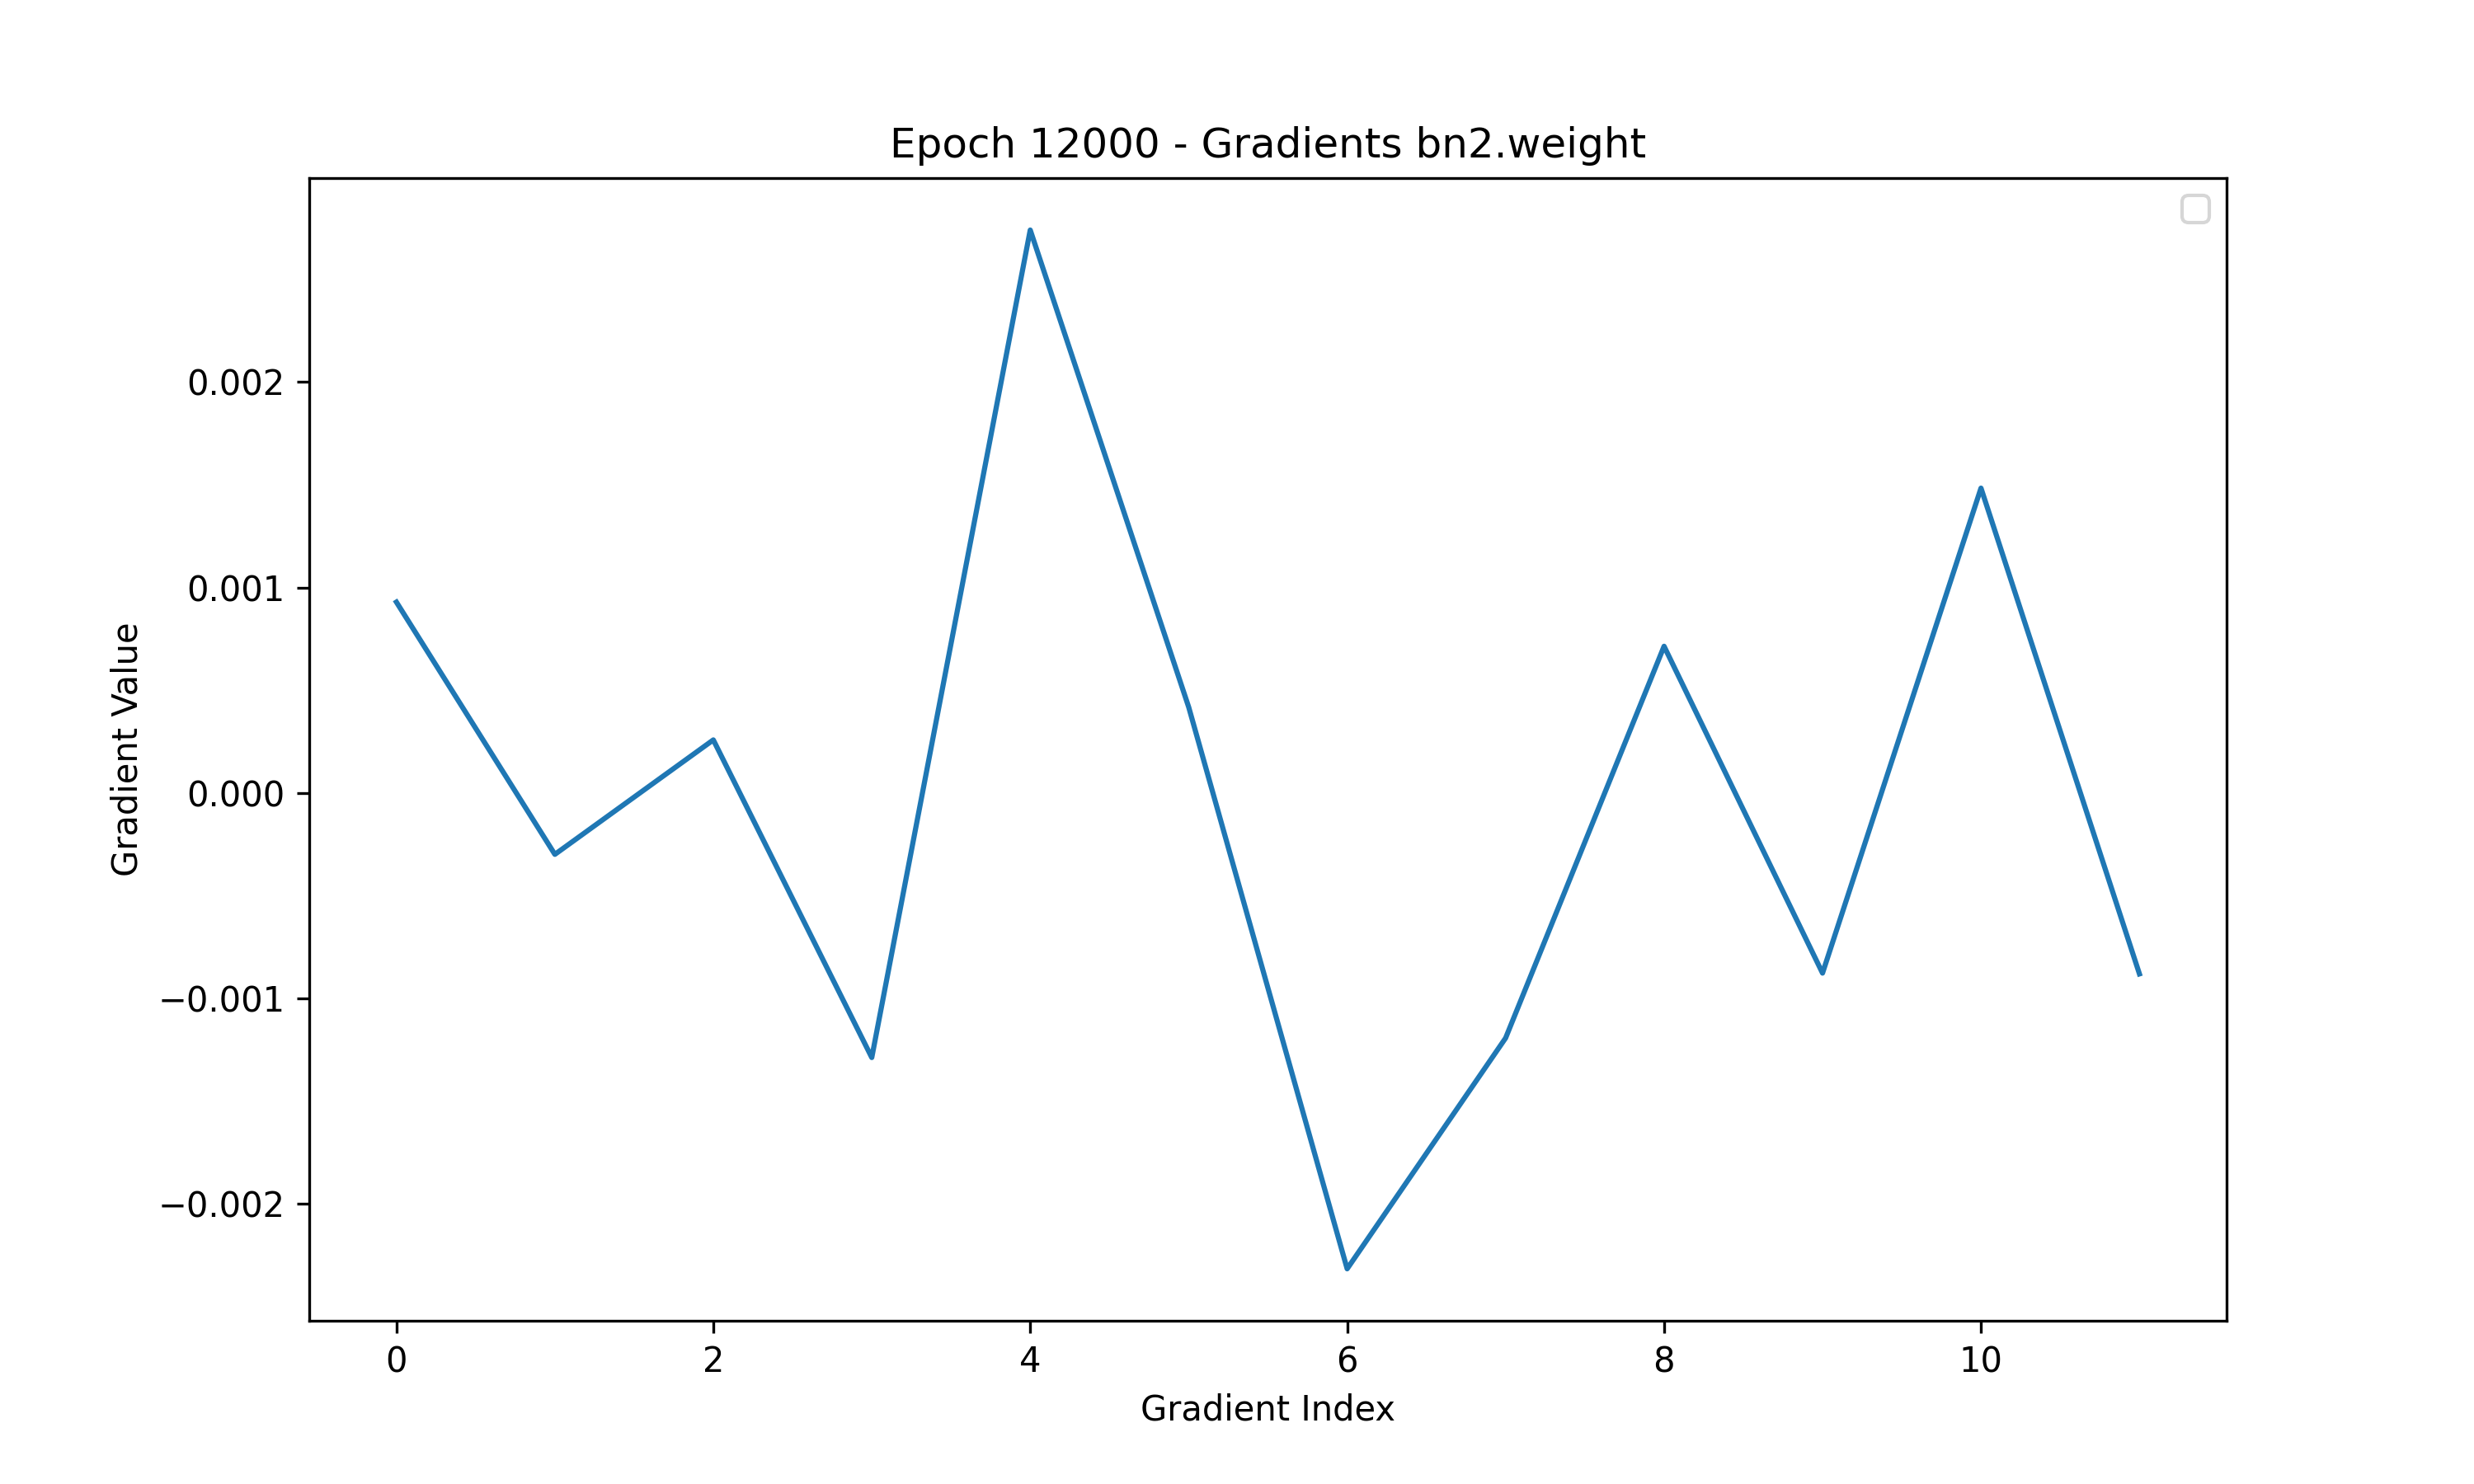 Epoch 12000 - Gradients bn2.weight
Gradient Value
0.002
0.001
0.000
−0.001
−0.002
0 2 4 6 8 10
Gradient Index